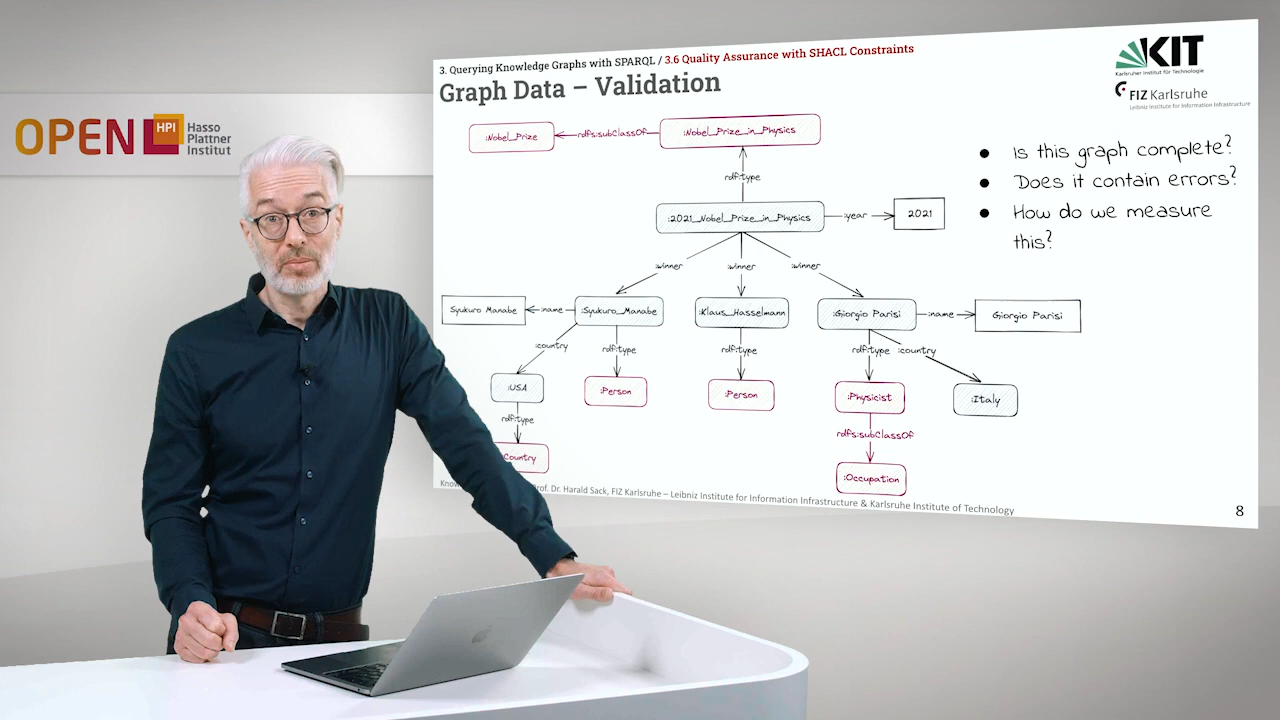 OPEN
HPI
Hasso
Plattner
Institut
3. Querying Knowledge Graphs with SPARQL / 3.6 Quality Assurance with SHACL Constraints
Graph Data – Validation
KIT
Karlsruher Institut für Technologie
FIZ Karlsruhe
Leibniz Institute for Information Infrastructure
:Nobel_Prize
rdfs:subClassOf
:Nobel_Prize_in_Physics
rdf:type
:2021_Nobel_Prize_in_Physics
:year
2021
:winner
:winner
:winner
Syukuro Manabe
:name
:Syukuro_Manabe
:Klaus_Hasselmann
:Giorgio Parisi
:name
Giorgio Parisi
:country
rdf:type
rdf:type
rdf:type
:country
:USA
:Person
:Person
:Physicist
:Italy
rdf:type
rdfs:subClassOf
Country
:Occupation
● Is this graph complete?
● Does it contain errors?
● How do we measure
this?
Prof. Dr. Harald Sack, FIZ Karlsruhe – Leibniz Institute for Information Infrastructure & Karlsruhe Institute of Technology
8